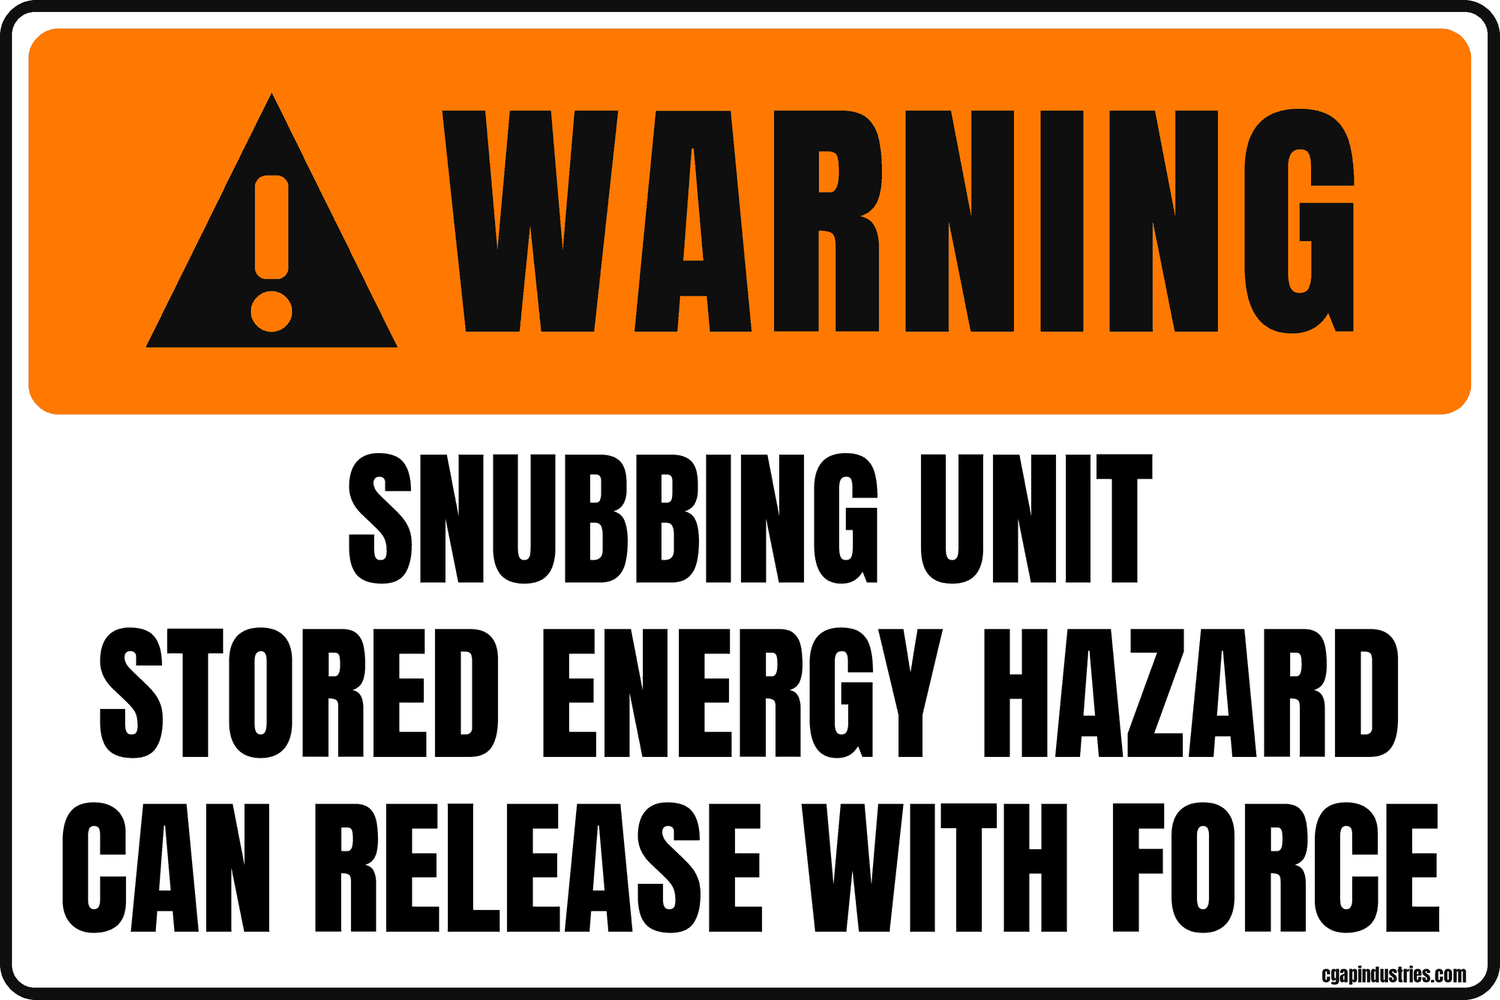 WARNING
SNUBBING UNIT
STORED ENERGY HAZARD
CAN RELEASE WITH FORCE
cgapindustries.com